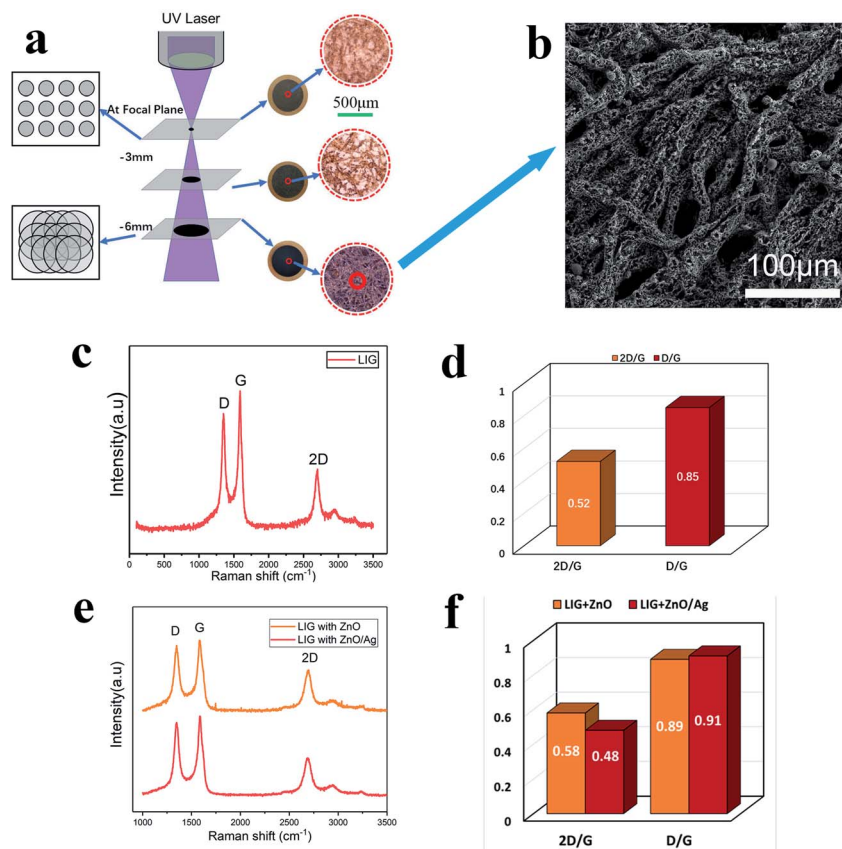 a
UV Laser
At Focal Plane
-3mm
-6mm
500μm
b
100μm
c
LIG
D
G
2D
Intensity(a.u)
0 500 1000 1500 2000 2500 3000 3500
Raman shift (cm⁻¹)
d
2D/G D/G
1
0.8
0.6
0.4
0.2
0
0.52
0.85
2D/G D/G
e
LIG with ZnO
LIG with ZnO/Ag
D
G
2D
Intensity(a.u)
1000 1500 2000 2500 3000 3500
Raman shift (cm⁻¹)
f
LIG+ZnO LIG+ZnO/Ag
1
0.8
0.6
0.4
0.2
0
0.58
0.48
0.89
0.91
2D/G D/G